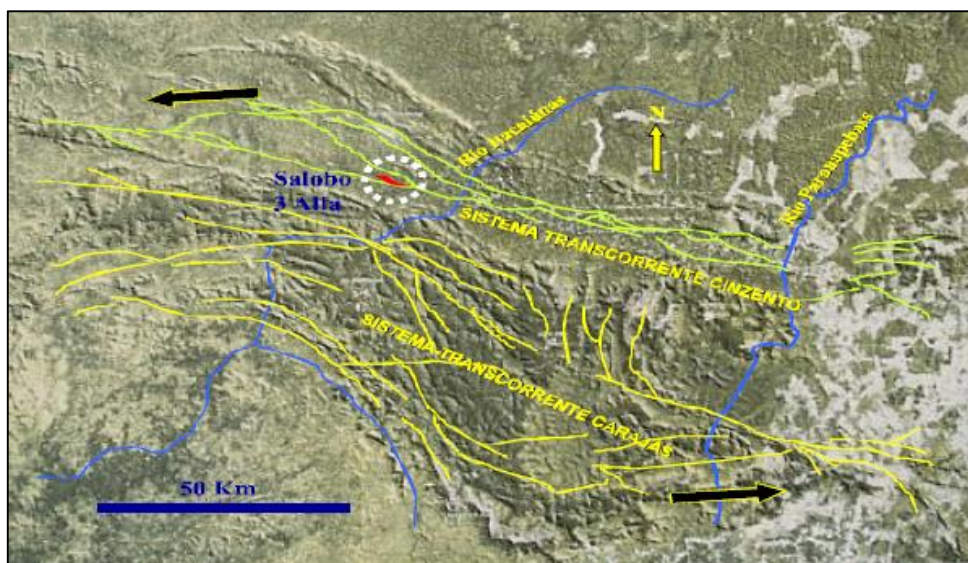 Rio Itacaiúnas
N
Rio Parauapebas
Salobo
3 Alfa
SISTEMA TRANSCORRENTE CINZENTO
SISTEMA TRANSCORRENTE CARAJÁS
50 Km